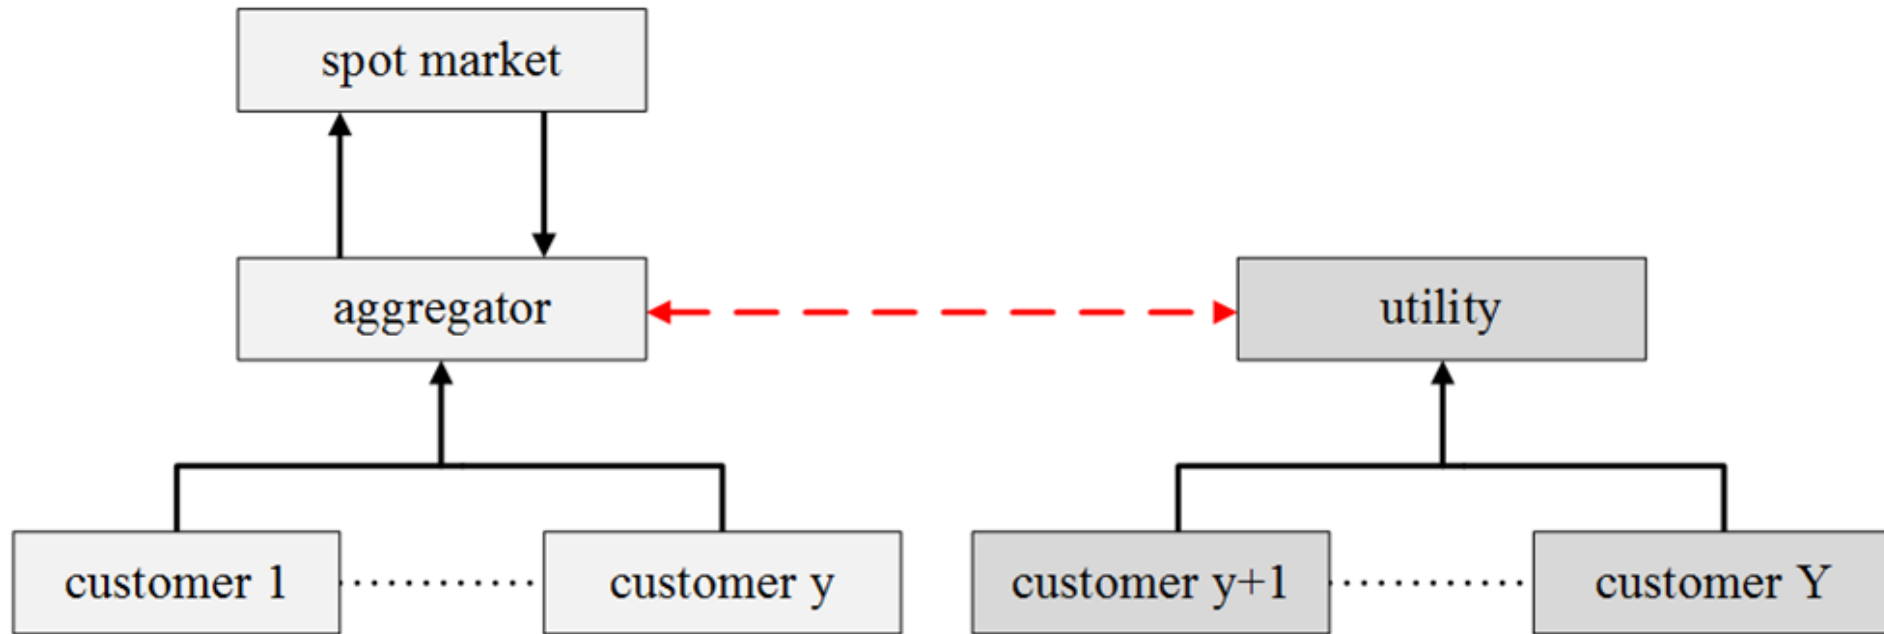 spot market
aggregator
utility
customer 1
customer y
customer y+1
customer Y